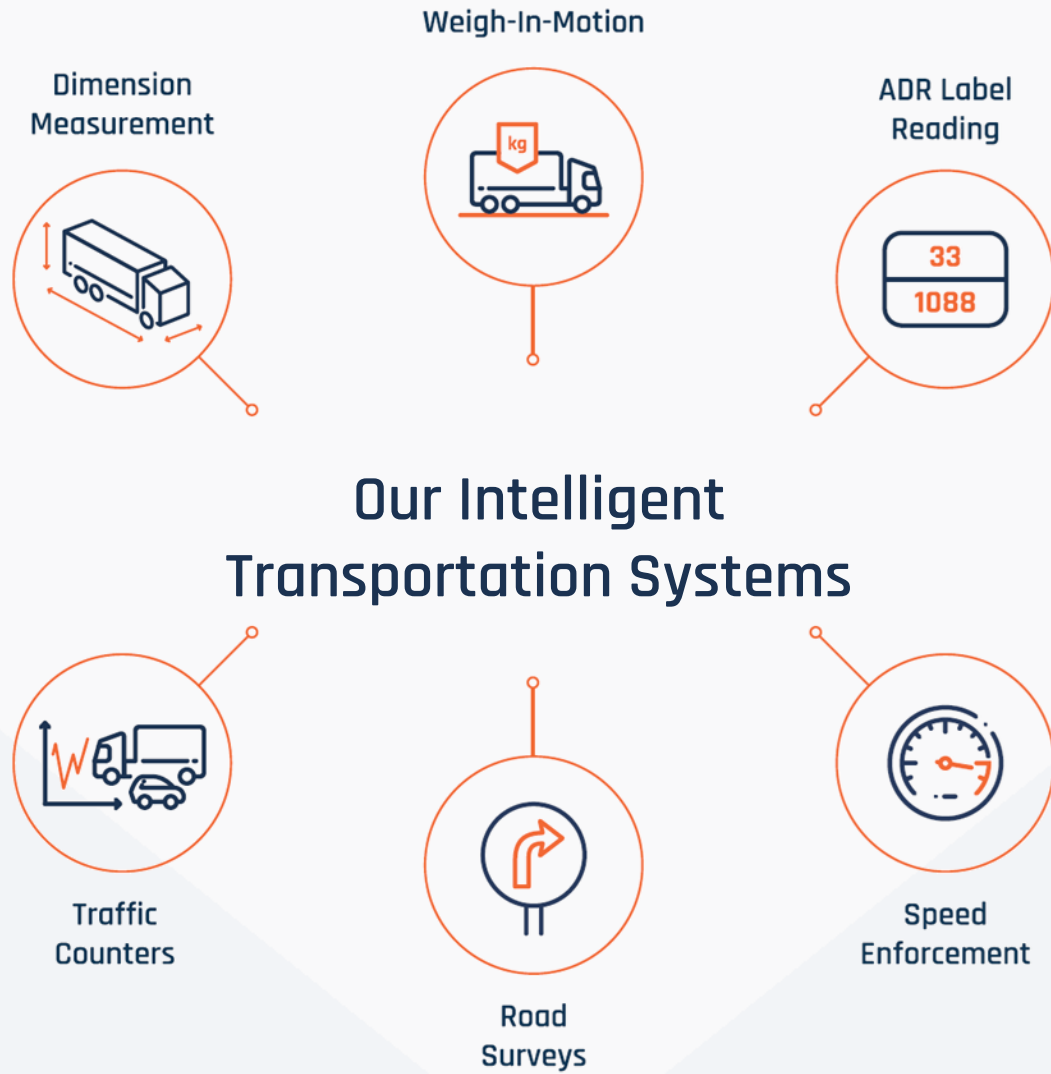 Weigh-In-Motion
kg
Dimension
Measurement
ADR Label
Reading
33
1088
Our Intelligent
Transportation Systems
Traffic
Counters
Road
Surveys
Speed
Enforcement